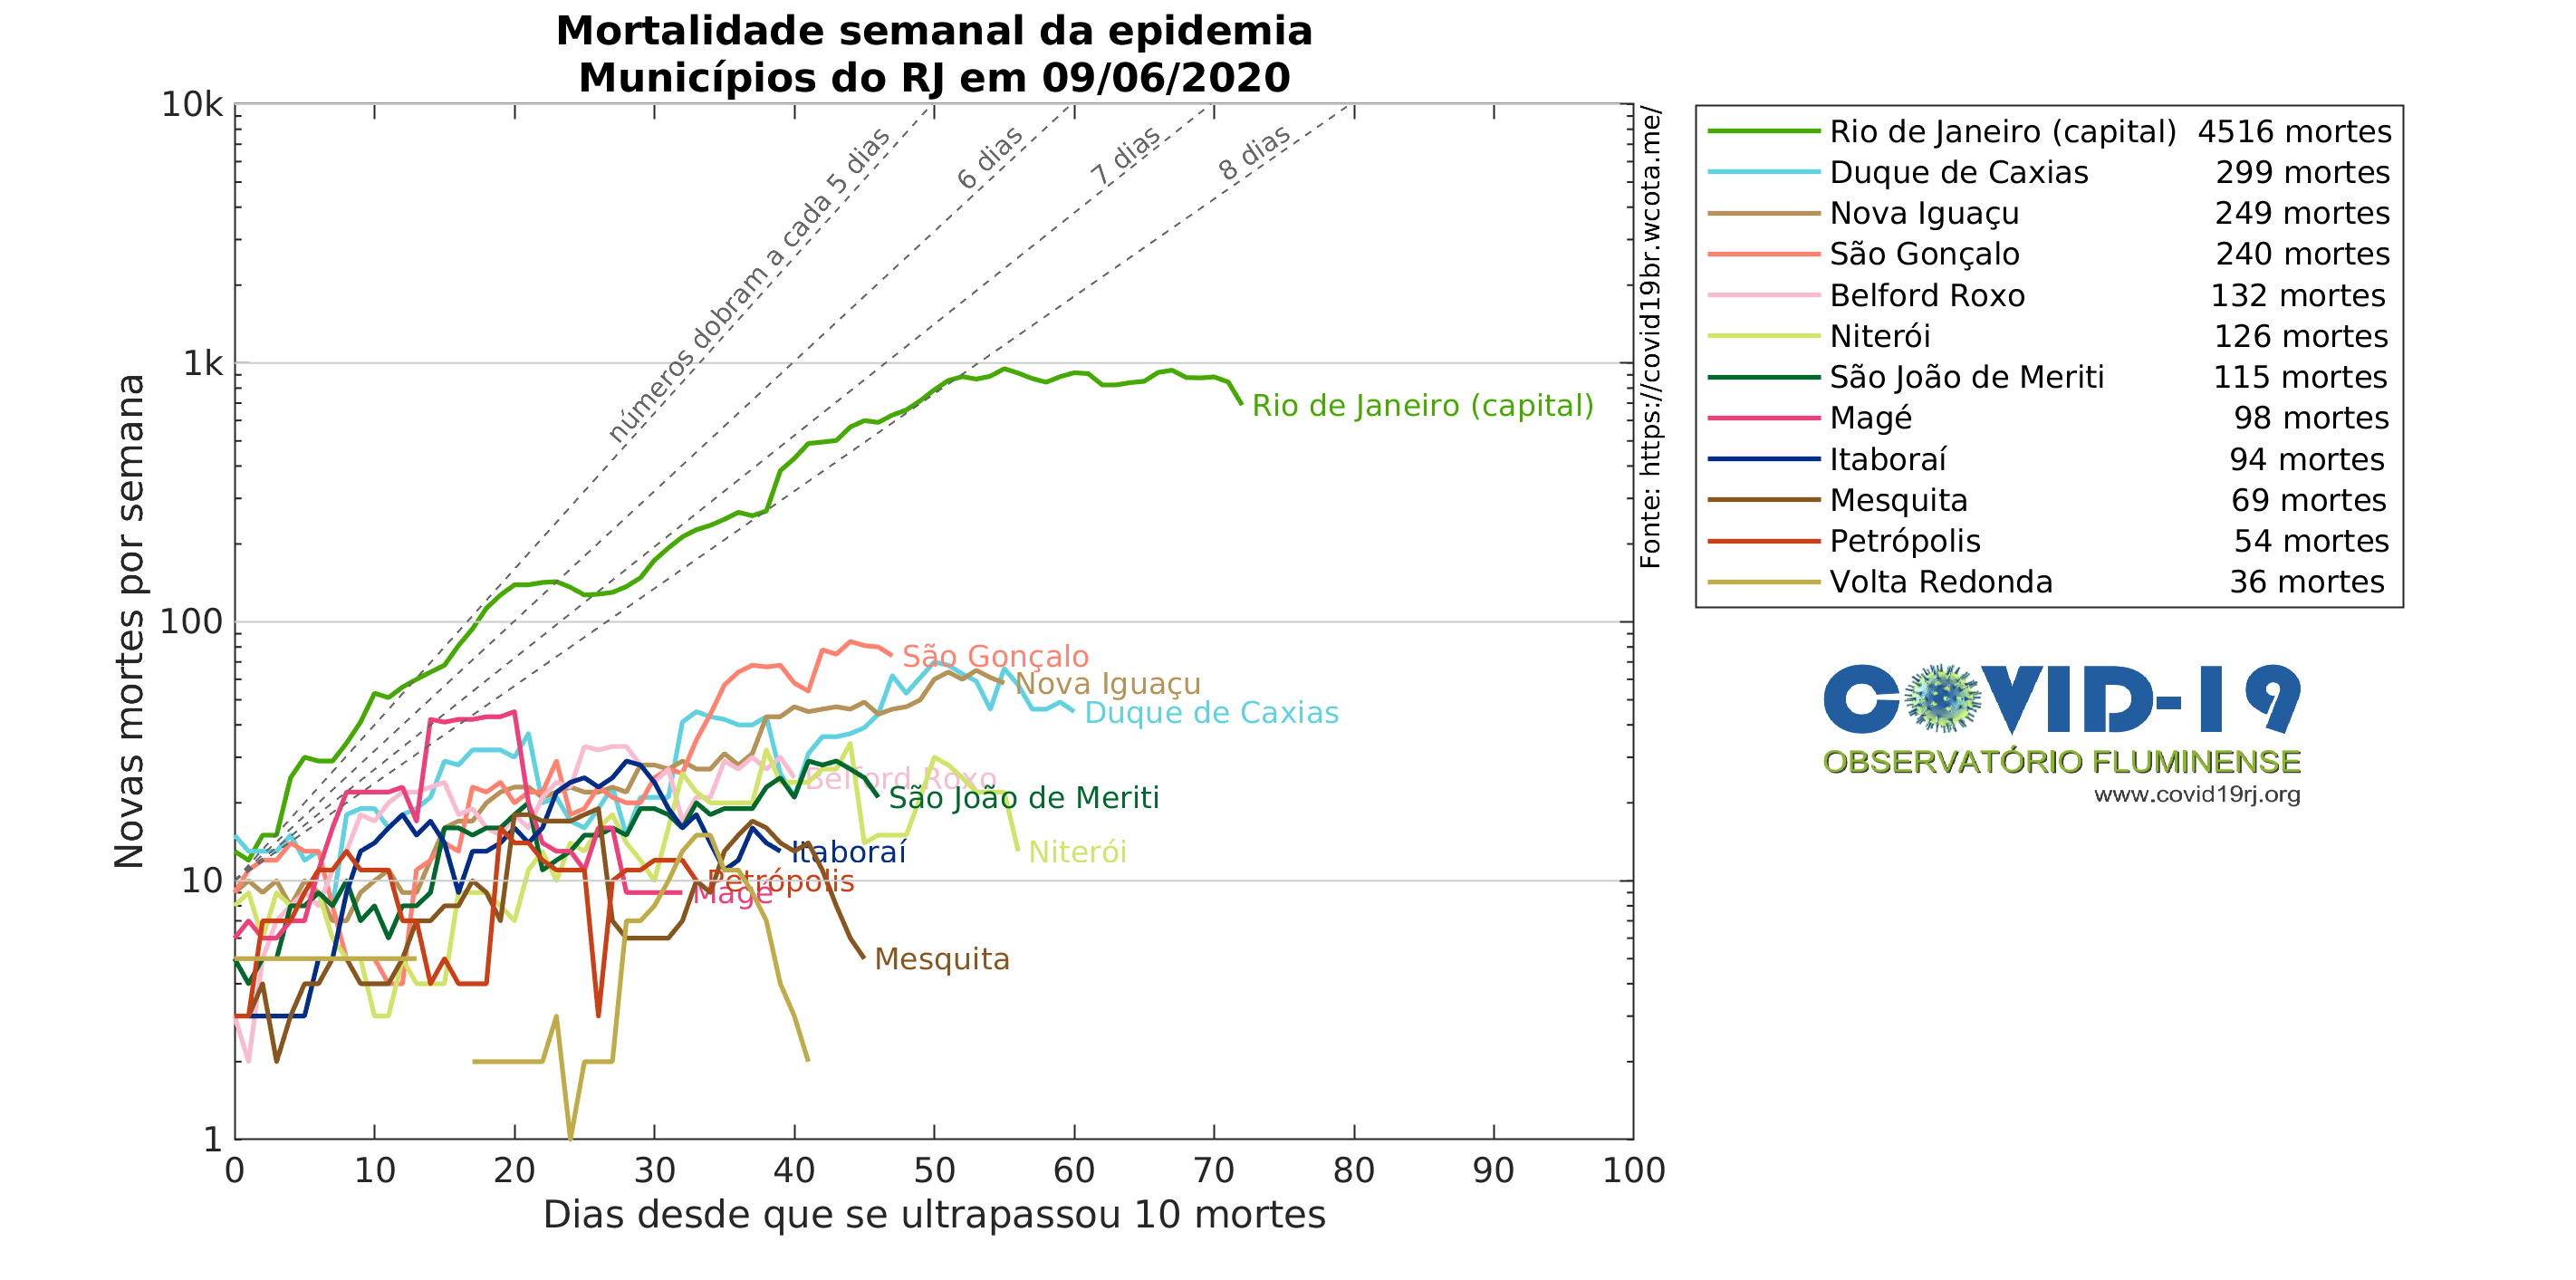 Mortalidade semanal da epidemia
Municípios do RJ em 09/06/2020
Novas mortes por semana
10k
1k
100
10
1
0 10 20 30 40 50 60 70 80 90 100
Dias desde que se ultrapassou 10 mortes
números dobram a cada 5 dias
6 dias
7 dias
8 dias
Rio de Janeiro (capital)
São Gonçalo
Nova Iguaçu
Duque de Caxias
Belford Roxo
São João de Meriti
Itaboraí
Niterói
Petrópolis
Magé
Mesquita
Fonte: https://covid19br.wcota.me/
Rio de Janeiro (capital) 4516 mortes
Duque de Caxias 299 mortes
Nova Iguaçu 249 mortes
São Gonçalo 240 mortes
Belford Roxo 132 mortes
Niterói 126 mortes
São João de Meriti 115 mortes
Magé 98 mortes
Itaboraí 94 mortes
Mesquita 69 mortes
Petrópolis 54 mortes
Volta Redonda 36 mortes
COVID-19
OBSERVATÓRIO FLUMINENSE
www.covid19rj.org